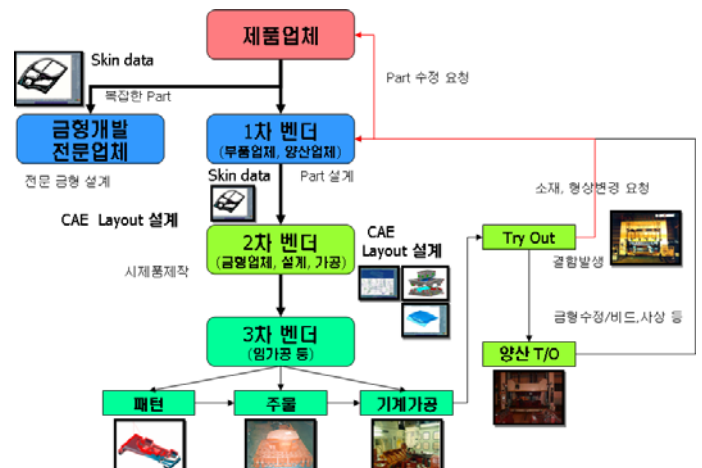 제품업체
Skin data
Part 수정 요청
복잡한 Part
금형개발
전문업체
1차 벤더
(부품업체, 양산업체)
전문 금형 설계
Skin data
Part 설계
소재, 형상변경 요청
CAE Layout 설계
2차 벤더
(금형업체, 설계, 가공)
CAE
Layout 설계
Try Out
시제품제작
결함발생
3차 벤더
(임가공 등)
금형수정/비드,사상 등
양산 T/O
패턴
주물
기계가공